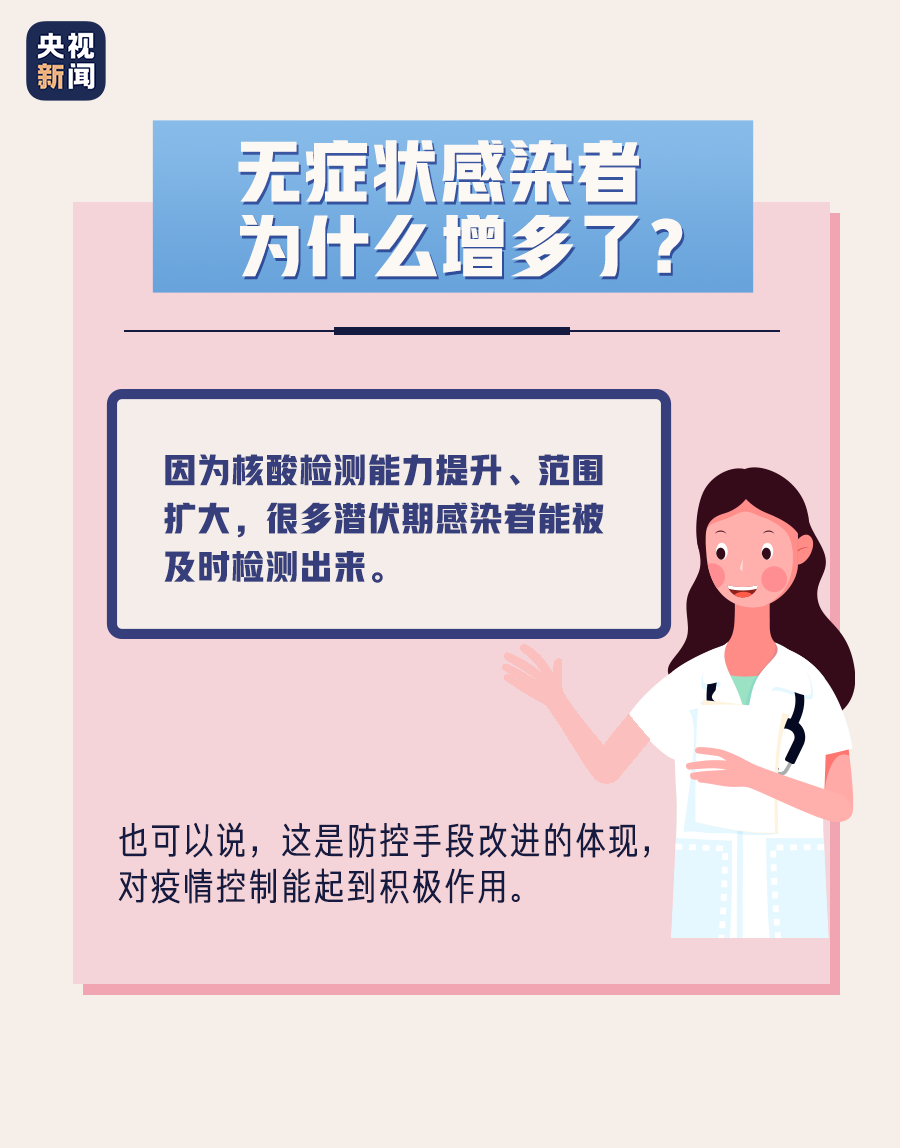 央视
新闻
无症状感染者
为什么增多了？
因为核酸检测能力提升、范围
扩大，很多潜伏期感染者能被
及时检测出来。
也可以说，这是防控手段改进的体现，
对疫情控制能起到积极作用。